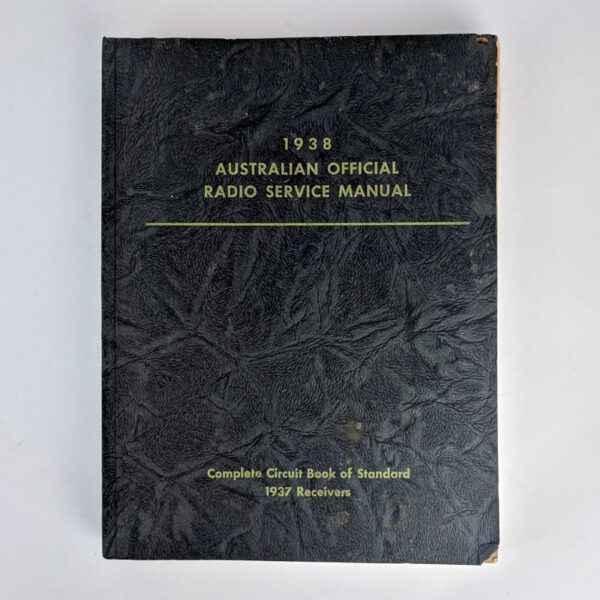 1938
AUSTRALIAN OFFICIAL
RADIO SERVICE MANUAL
Complete Circuit Book of Standard
1937 Receivers